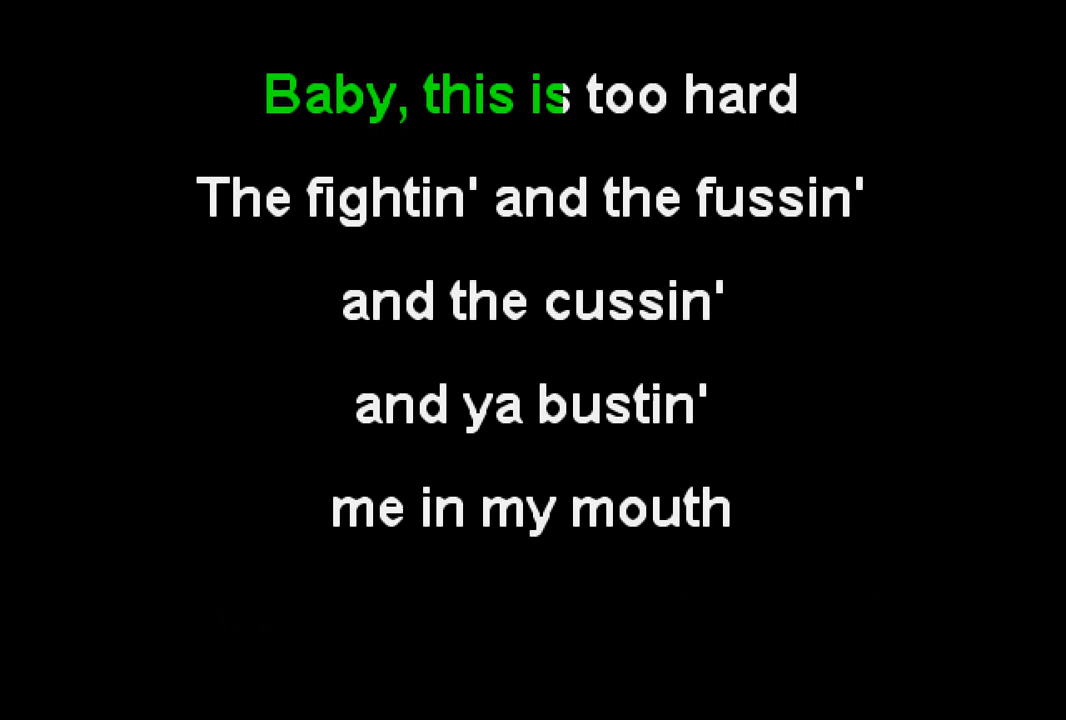 Baby, this is too hard
The fightin' and the fussin'
and the cussin'
and ya bustin'
me in my mouth